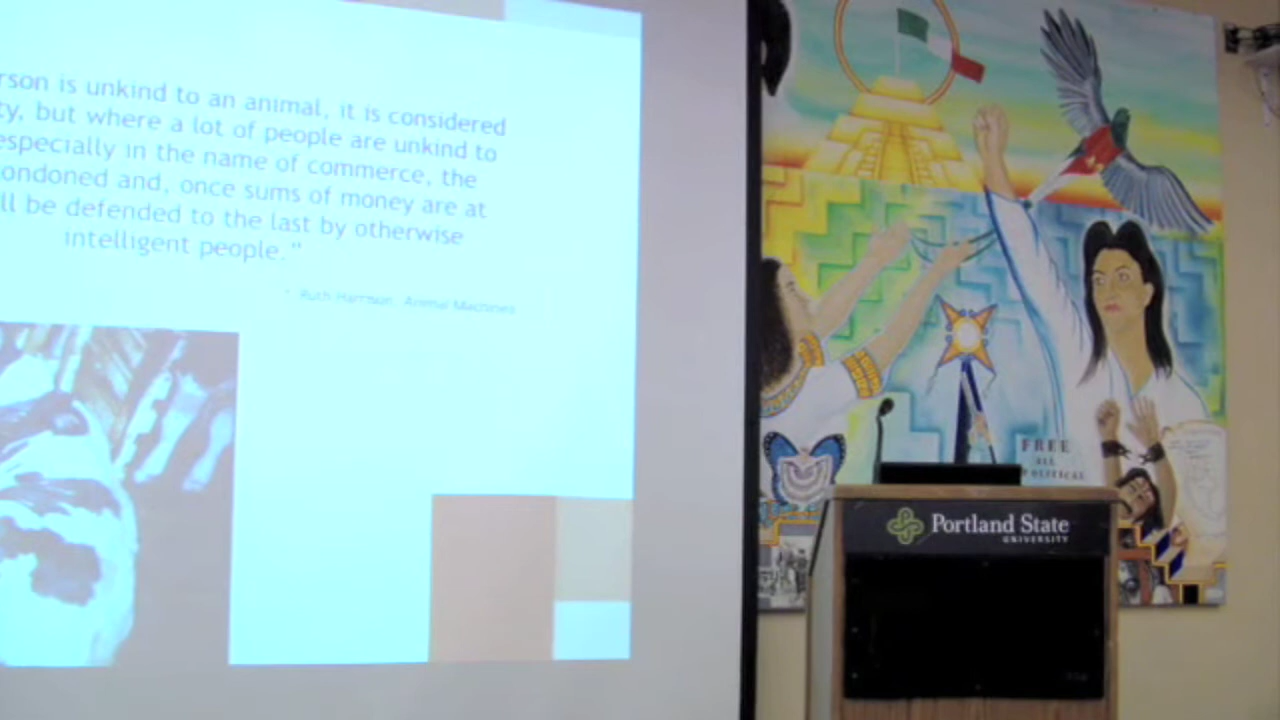 rson is unkind to an animal, it is considered
ty, but where a lot of people are unkind to
especially in the name of commerce, the
ondoned and, once sums of money are at
ll be defended to the last by otherwise
intelligent people."
- Ruth Harrison, Animal Machines
FREE
ALL
POLITICAL
Portland State
UNIVERSITY